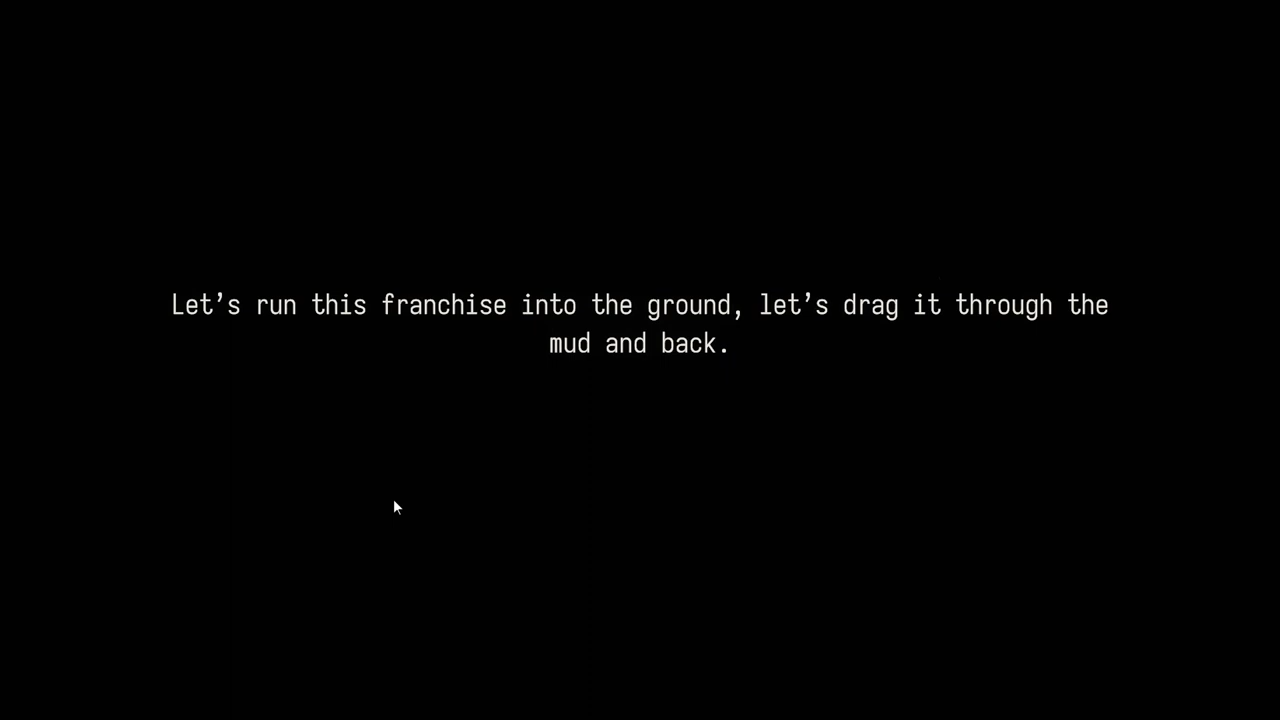 Let’s run this franchise into the ground, let’s drag it through the
mud and back.